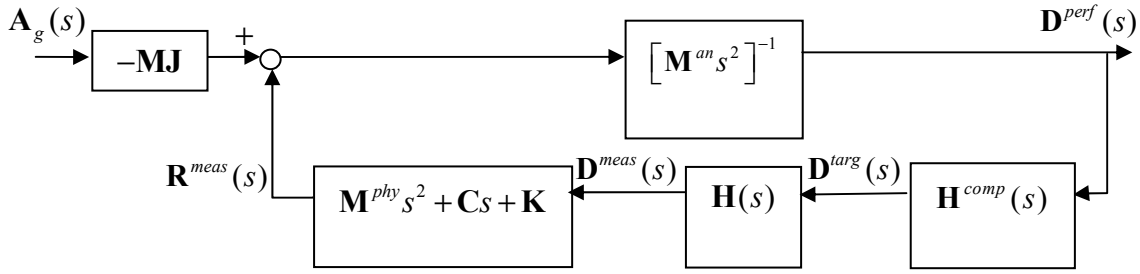 A_g(s)
−MJ
+
[M^{an}s^2]^{-1}
D^{perf}(s)
R^{meas}(s)
M^{phy}s^2 + Cs + K
D^{meas}(s)
H(s)
D^{targ}(s)
H^{comp}(s)